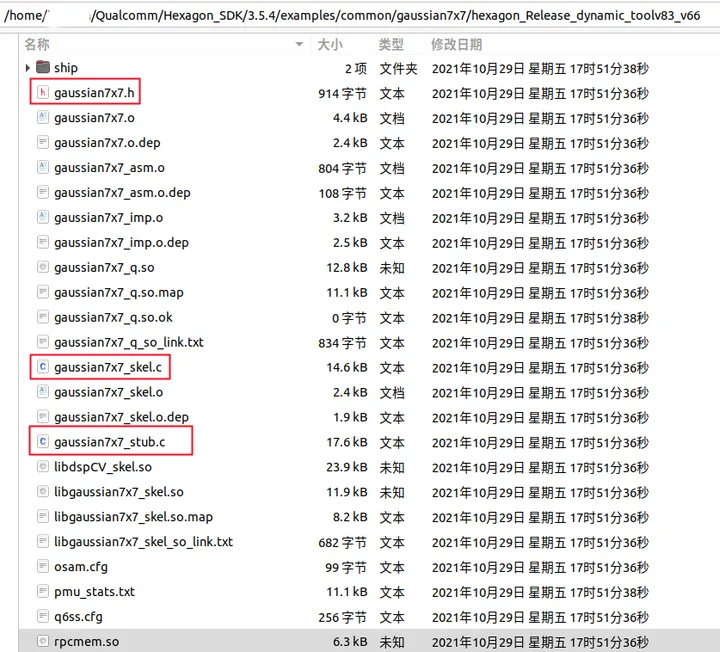 /home/ /Qualcomm/Hexagon_SDK/3.5.4/examples/common/gaussian7x7/hexagon_Release_dynamic_toolv83_v66
名称 大小 类型 修改日期
ship 2 项 文件夹 2021年10月29日 星期五 17时51分38秒
gaussian7x7.h 914 字节 文本 2021年10月29日 星期五 17时51分36秒
gaussian7x7.o 4.4 kB 文档 2021年10月29日 星期五 17时51分36秒
gaussian7x7.o.dep 2.4 kB 文本 2021年10月29日 星期五 17时51分36秒
gaussian7x7_asm.o 804 字节 文档 2021年10月29日 星期五 17时51分36秒
gaussian7x7_asm.o.dep 108 字节 文本 2021年10月29日 星期五 17时51分36秒
gaussian7x7_imp.o 3.2 kB 文档 2021年10月29日 星期五 17时51分36秒
gaussian7x7_imp.o.dep 2.5 kB 文本 2021年10月29日 星期五 17时51分36秒
gaussian7x7_q.so 12.8 kB 未知 2021年10月29日 星期五 17时51分36秒
gaussian7x7_q.so.map 11.1 kB 文本 2021年10月29日 星期五 17时51分36秒
gaussian7x7_q.so.ok 0 字节 文本 2021年10月29日 星期五 17时51分38秒
gaussian7x7_q_so_link.txt 834 字节 文本 2021年10月29日 星期五 17时51分36秒
gaussian7x7_skel.c 14.6 kB 文本 2021年10月29日 星期五 17时51分36秒
gaussian7x7_skel.o 2.4 kB 文档 2021年10月29日 星期五 17时51分36秒
gaussian7x7_skel.o.dep 1.9 kB 文本 2021年10月29日 星期五 17时51分36秒
gaussian7x7_stub.c 17.6 kB 文本 2021年10月29日 星期五 17时51分36秒
libdspCV_skel.so 23.9 kB 未知 2021年10月29日 星期五 17时51分36秒
libgaussian7x7_skel.so 11.9 kB 未知 2021年10月29日 星期五 17时51分36秒
libgaussian7x7_skel.so.map 8.2 kB 文本 2021年10月29日 星期五 17时51分36秒
libgaussian7x7_skel_so_link.txt 682 字节 文本 2021年10月29日 星期五 17时51分36秒
osam.cfg 99 字节 文本 2021年10月29日 星期五 17时51分36秒
pmu_stats.txt 11.1 kB 文本 2021年10月29日 星期五 17时51分38秒
q6ss.cfg 256 字节 文本 2021年10月29日 星期五 17时51分36秒
rpcmem.so 6.3 kB 未知 2021年10月29日 星期五 17时51分36秒